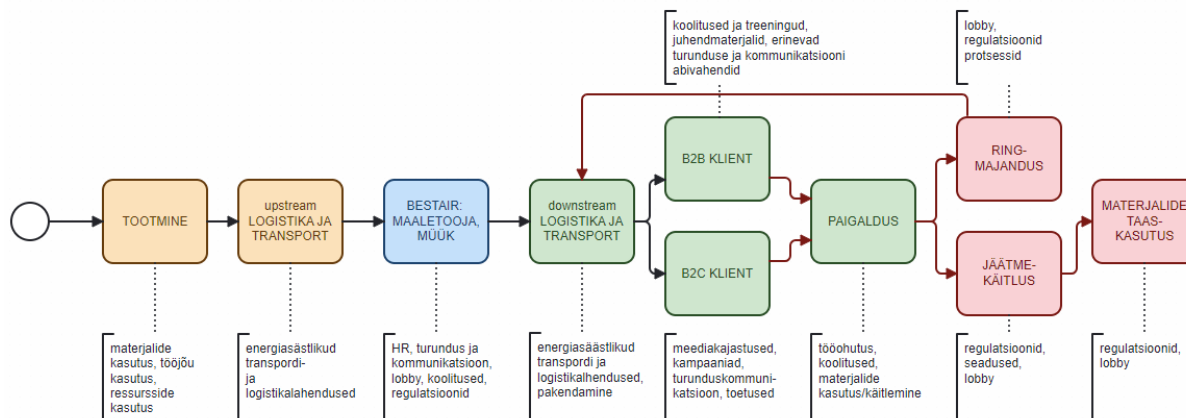 koolitused ja treeningud,
juhendmaterjalid, erinevad
turunduse ja kommunikatsiooni
abivahendid
lobby,
regulatsioonid
protsessid
TOOTMINE
upstream
LOGISTIKA JA
TRANSPORT
BESTAIR:
MAALETOOJA,
MÜÜK
downstream
LOGISTIKA JA
TRANSPORT
B2B KLIENT
B2C KLIENT
PAIGALDUS
RING-
MAJANDUS
JÄÄTME-
KÄITLUS
MATERJALIDE
TAAS-
KASUTUS
materjalide
kasutus, tööjõu
kasutus,
ressursside
kasutus
energiasästlikud
transpordi-
ja
logistikalahendused
HR, turundus ja
kommunikatsioon,
lobby, koolitused,
regulatsioonid
energiasäästlikud
transpordi ja
logistikalhendused,
pakendamine
meediakajastused,
kampaaniad,
turunduskommuni-
katsioon, toetused
tööohutus,
koolitused,
materjalide
kasutus/käitlemine
regulatsioonid,
seadused,
lobby
regulatsioonid,
lobby